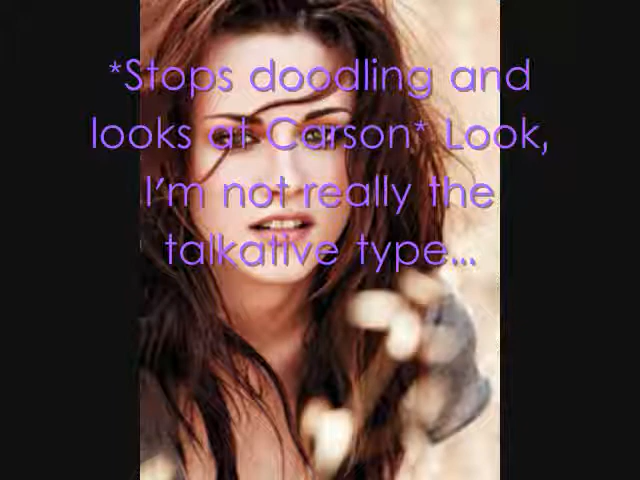 *Stops doodling and
looks at Carson* Look,
I'm not really the
talkative type...